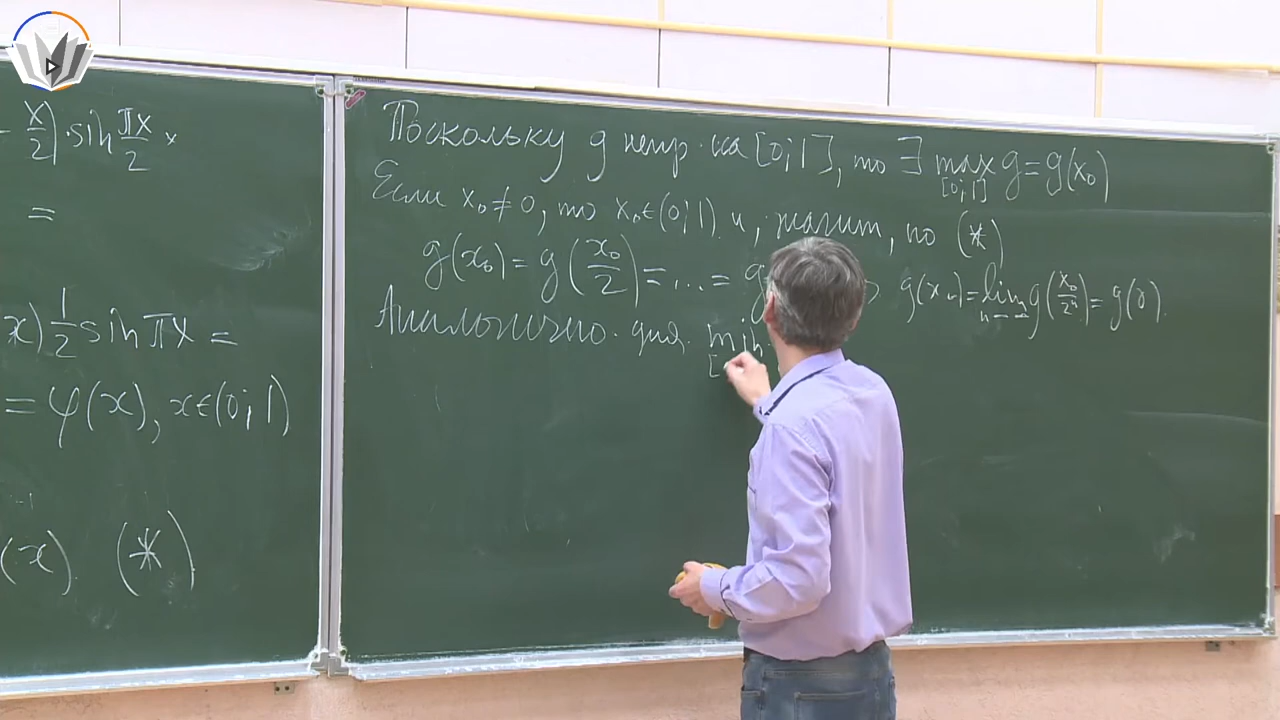 x/2) · sin πx/2 ×
=
x) 1/2 sin πx =
= φ(x), x∈(0;1)
(x) (*)
Поскольку g непр. на [0;1], то ∃ max g = g(x₀)
[0;1]
Если x₀ ≠ 0, то x₀∈(0;1) и, значит, по (*)
g(x₀) = g(x₀/2) = ... = g
g(x₀) = lim g(x₀/2ⁿ) = g(0).
Аналогично для min
[